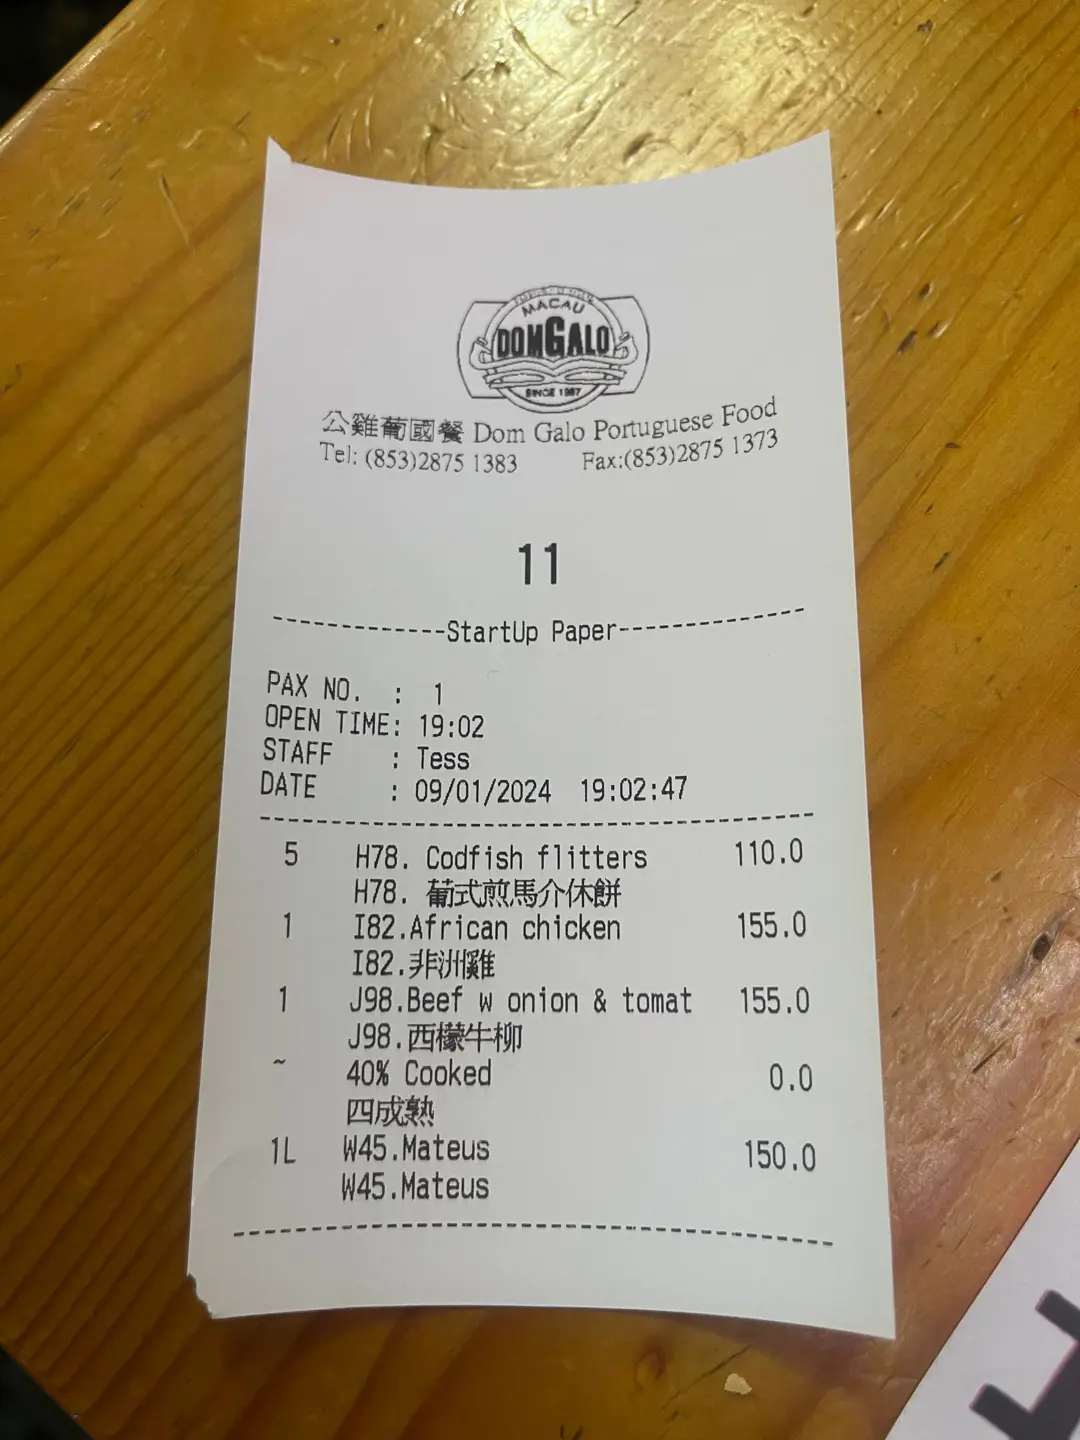 MACAU
DOMGALO
SINCE 1987
公雞葡國餐 Dom Galo Portuguese Food
Tel: (853)2875 1383 Fax:(853)2875 1373
11
------------StartUp Paper-------------
PAX NO. : 1
OPEN TIME: 19:02
STAFF : Tess
DATE : 09/01/2024 19:02:47
5 H78. Codfish flitters 110.0
H78. 葡式煎馬介休餅
1 I82.African chicken 155.0
I82.非洲雞
1 J98.Beef w onion & tomat 155.0
J98.西檬牛柳
~ 40% Cooked 0.0
四成熟
1L W45.Mateus 150.0
W45.Mateus